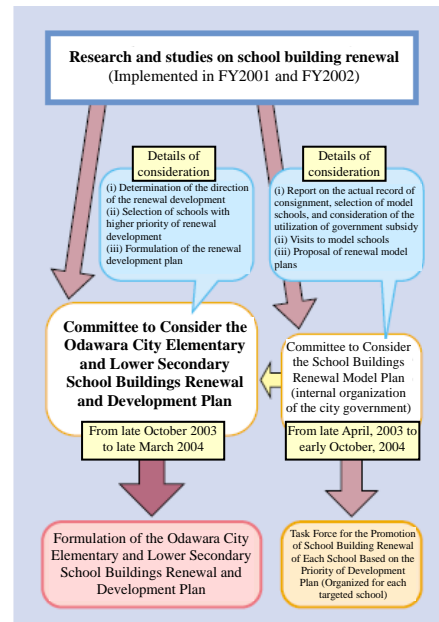 Research and studies on school building renewal
(Implemented in FY2001 and FY2002)
Details of
consideration
(i) Determination of the direction
of the renewal development
(ii) Selection of schools with
higher priority of renewal
development
(iii) Formulation of the renewal
development plan
Details of
consideration
(i) Report on the actual record of
consignment, selection of model
schools, and consideration of the
utilization of government subsidy
(ii) Visits to model schools
(iii) Proposal of renewal model
plans
Committee to Consider the
Odawara City Elementary
and Lower Secondary
School Buildings Renewal
and Development Plan
From late October 2003
to late March 2004
Committee to Consider
the School Buildings
Renewal Model Plan
(internal organization
of the city government)
From late April, 2003 to
early October, 2004
Formulation of the Odawara City
Elementary and Lower Secondary
School Buildings Renewal and
Development Plan
Task Force for the Promotion
of School Building Renewal
of Each School Based on the
Priority of Development
Plan (Organized for each
targeted school)